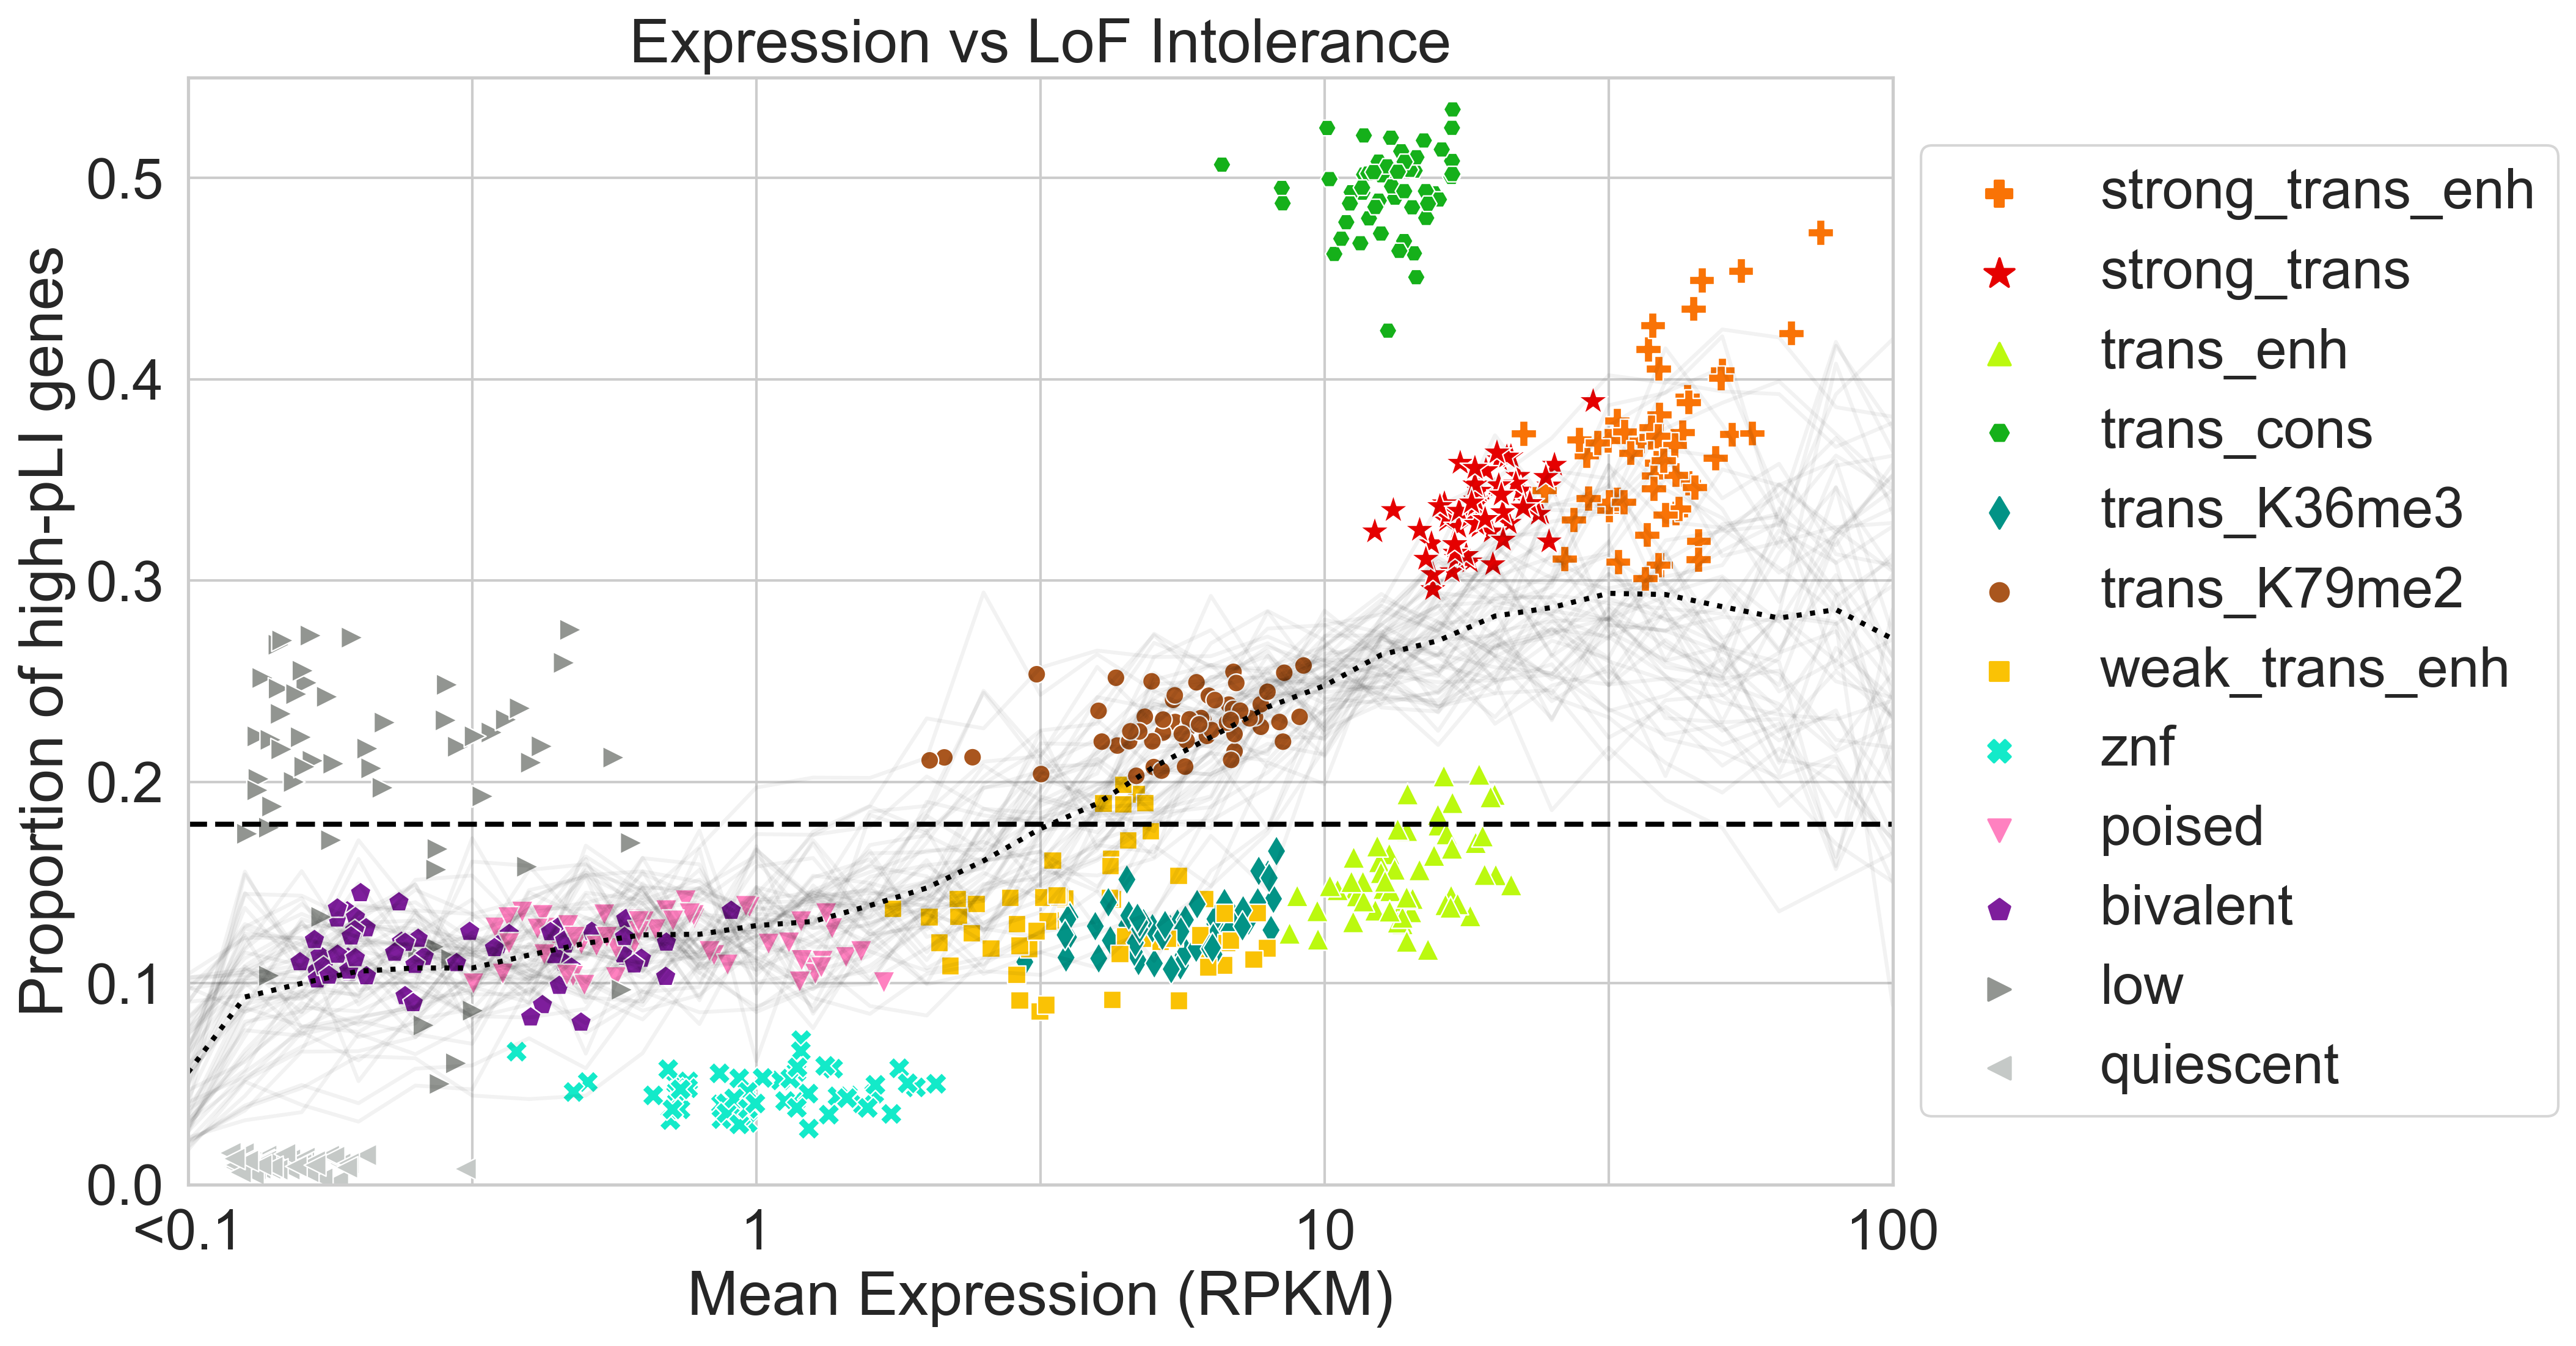 Expression vs LoF Intolerance
Proportion of high-pLI genes
0.5
0.4
0.3
0.2
0.1
0.0
<0.1
1
10
100
Mean Expression (RPKM)
strong_trans_enh
strong_trans
trans_enh
trans_cons
trans_K36me3
trans_K79me2
weak_trans_enh
znf
poised
bivalent
low
quiescent